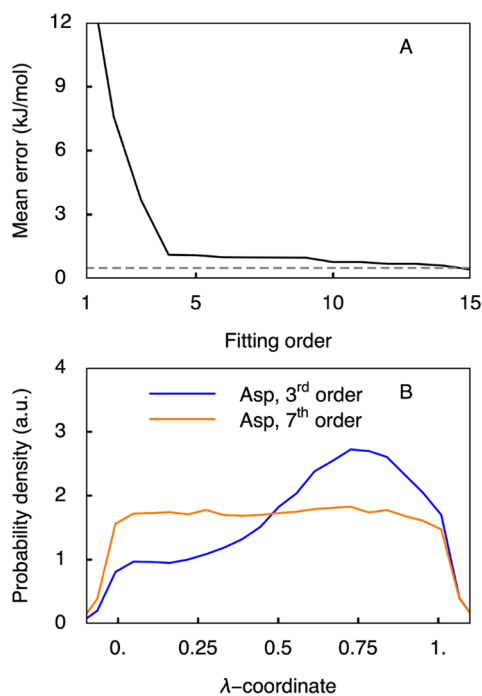 A
Mean error (kJ/mol)
12
9
6
3
0
1
5
10
15
Fitting order
B
Asp, 3rd order
Asp, 7th order
Probability density (a.u.)
4
3
2
1
0
0.
0.25
0.5
0.75
1.
λ−coordinate